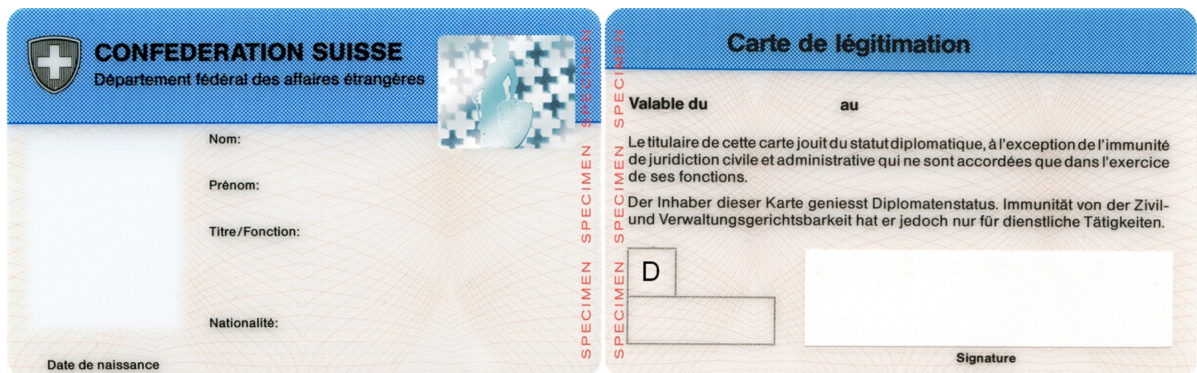 CONFEDERATION SUISSE
Département fédéral des affaires étrangères
Nom:
Prénom:
Titre/Fonction:
Nationalité:
Date de naissance
SPECIMEN SPECIMEN SPECIMEN
SPECIMEN SPECIMEN SPECIMEN
Carte de légitimation
Valable du au
Le titulaire de cette carte jouit du statut diplomatique, à l'exception de l'immunité
de juridiction civile et administrative qui ne sont accordées que dans l'exercice
de ses fonctions.
Der Inhaber dieser Karte geniesst Diplomatenstatus. Immunität von der Zivil-
und Verwaltungsgerichtsbarkeit hat er jedoch nur für dienstliche Tätigkeiten.
D
Signature